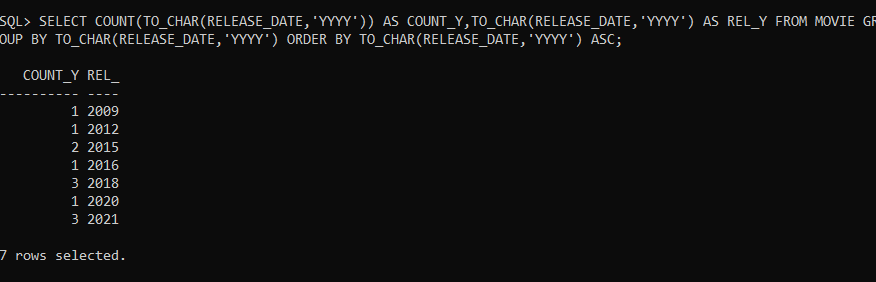 SQL> SELECT COUNT(TO_CHAR(RELEASE_DATE,'YYYY')) AS COUNT_Y,TO_CHAR(RELEASE_DATE,'YYYY') AS REL_Y FROM MOVIE GR
OUP BY TO_CHAR(RELEASE_DATE,'YYYY') ORDER BY TO_CHAR(RELEASE_DATE,'YYYY') ASC;
COUNT_Y REL_
---------- ----
1 2009
1 2012
2 2015
1 2016
3 2018
1 2020
3 2021
7 rows selected.